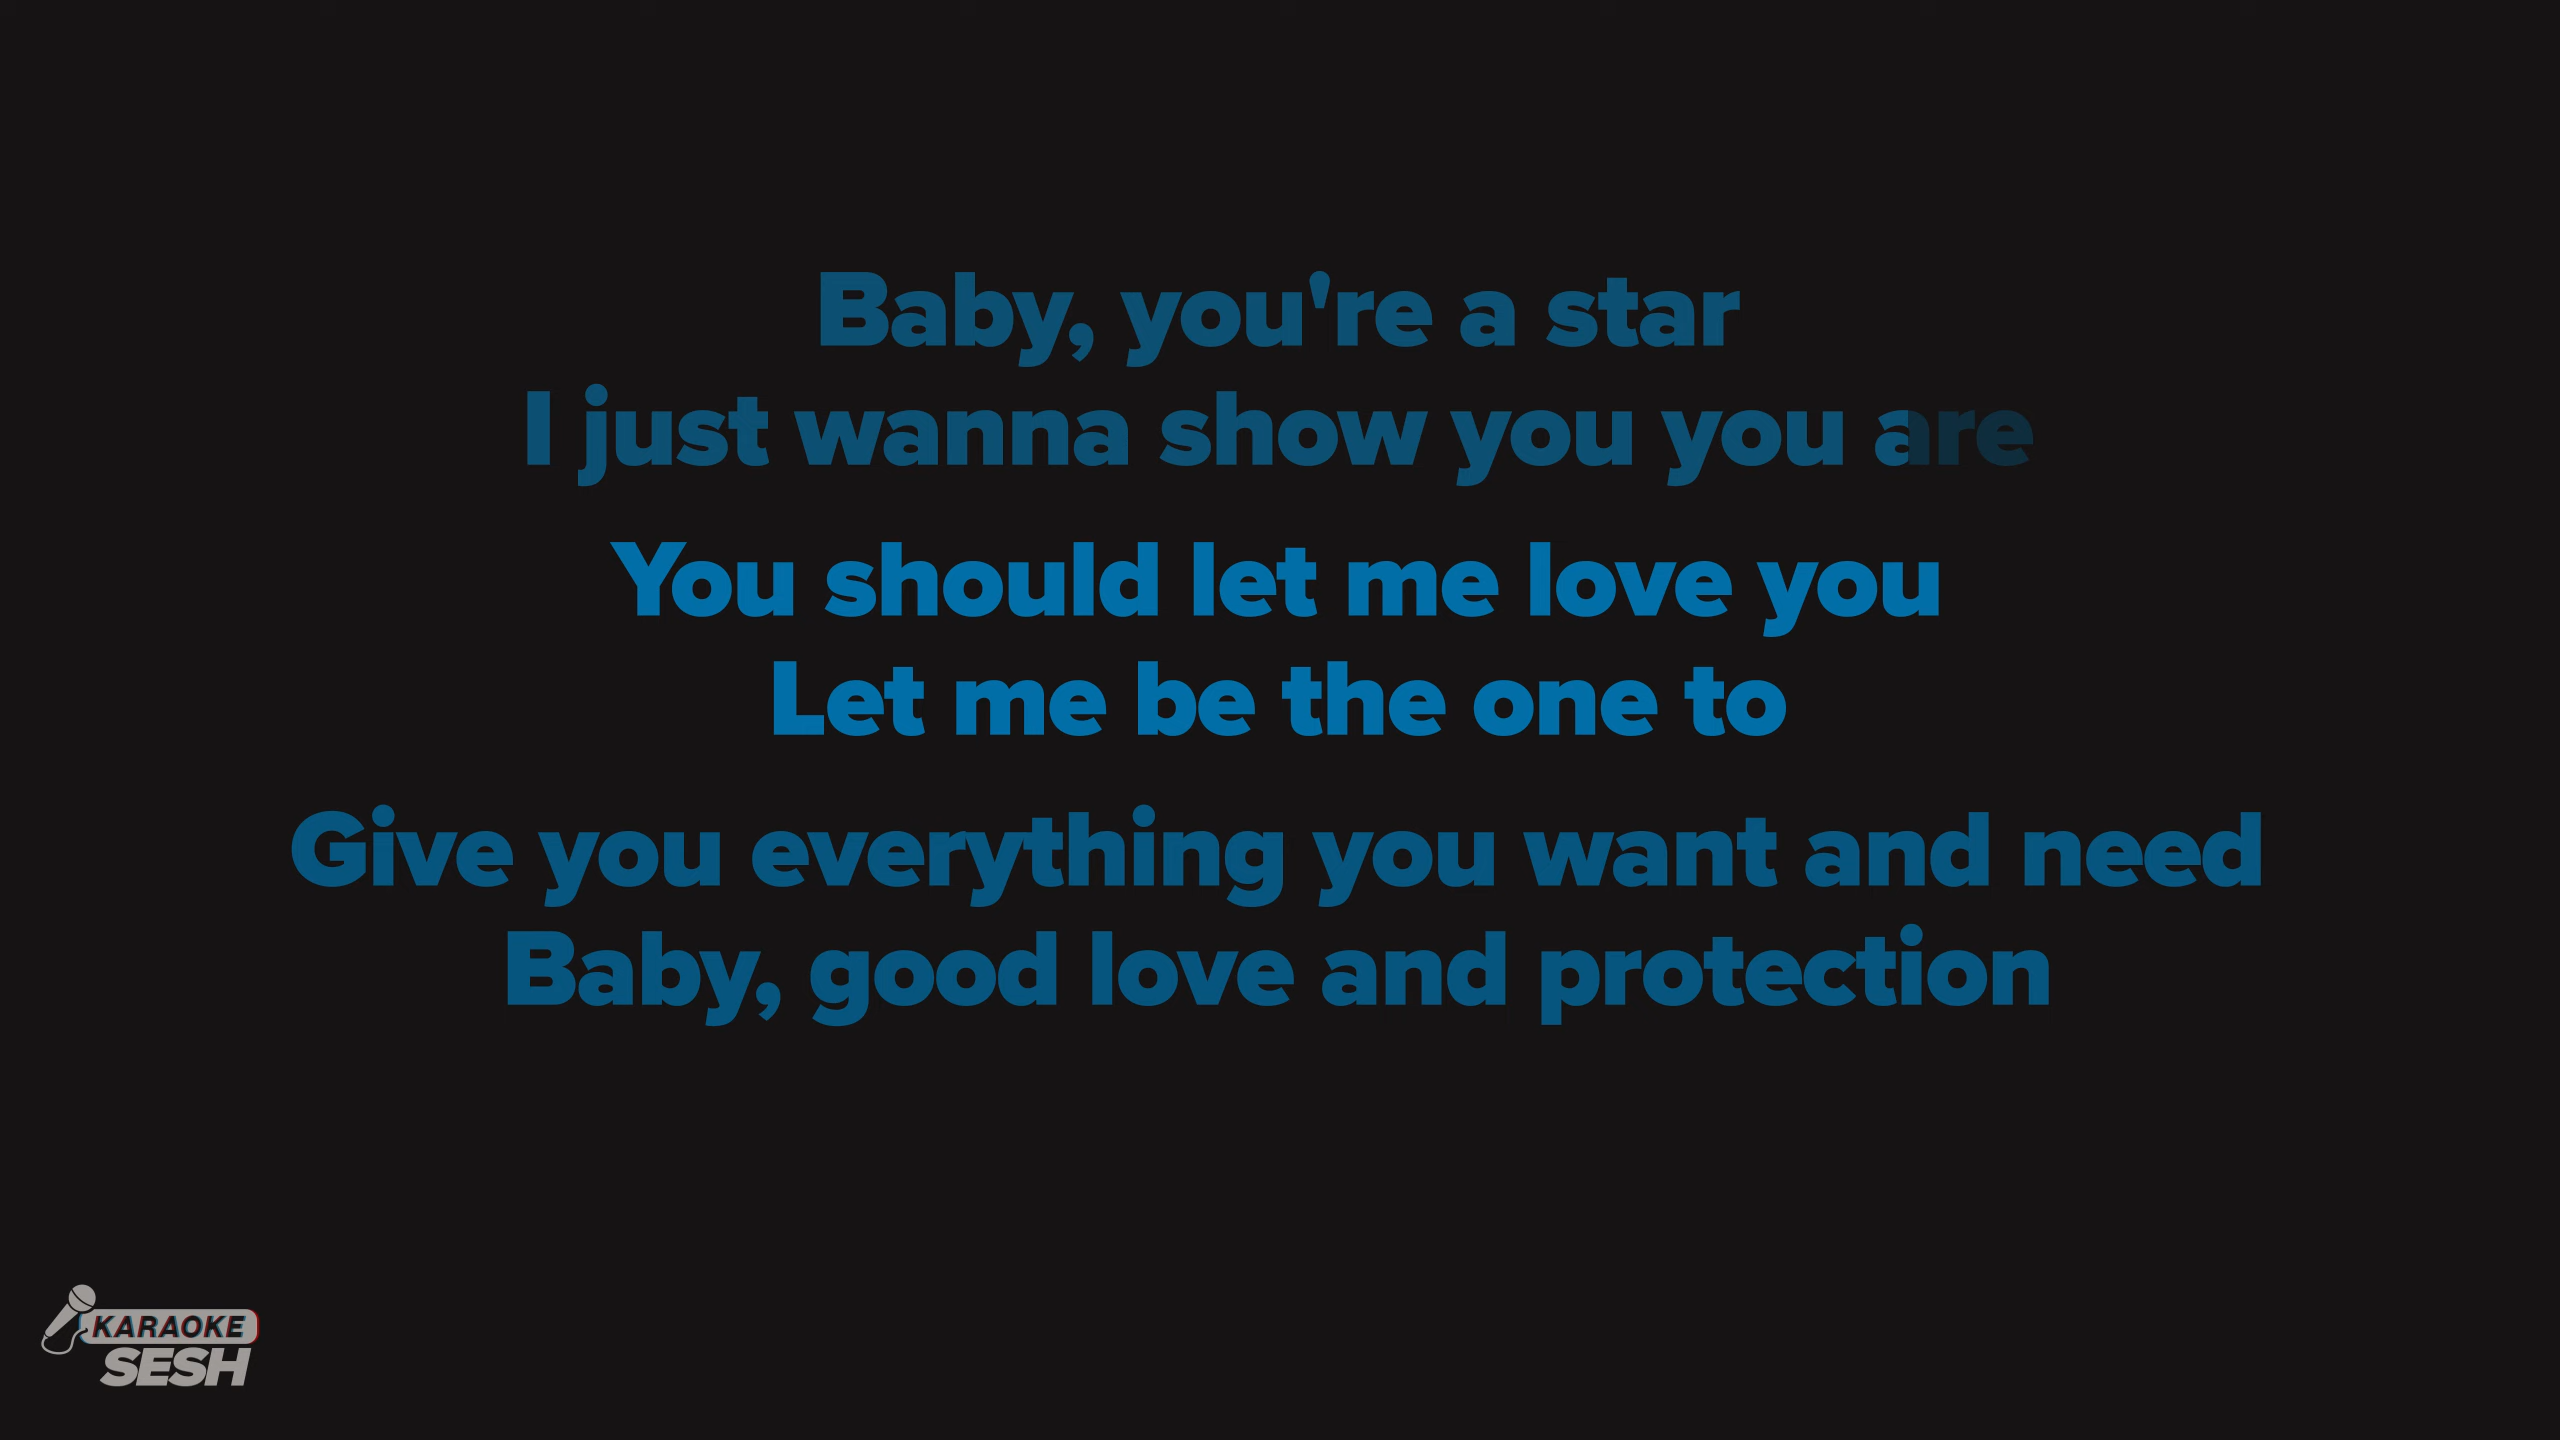 Baby, you're a star
I just wanna show you you are
You should let me love you
Let me be the one to
Give you everything you want and need
Baby, good love and protection
KARAOKE
SESH